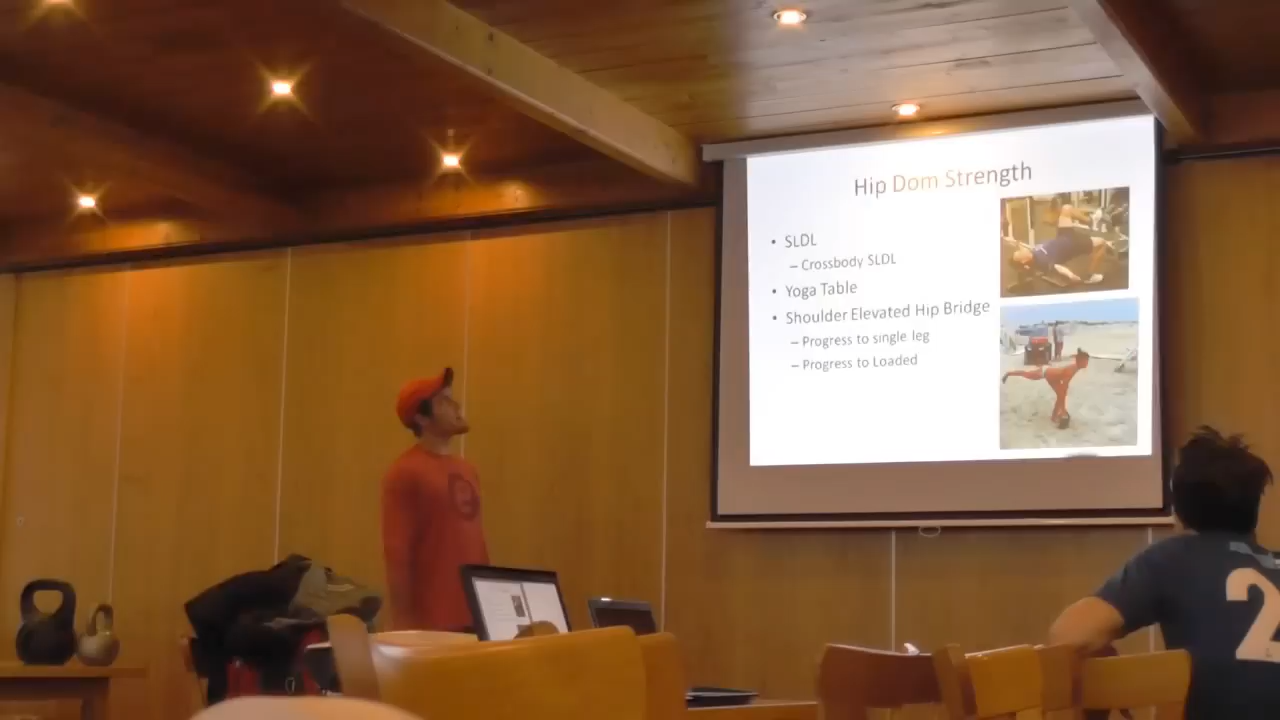 Hip Dom Strength
• SLDL
– Crossbody SLDL
• Yoga Table
• Shoulder Elevated Hip Bridge
– Progress to single leg
– Progress to Loaded
2